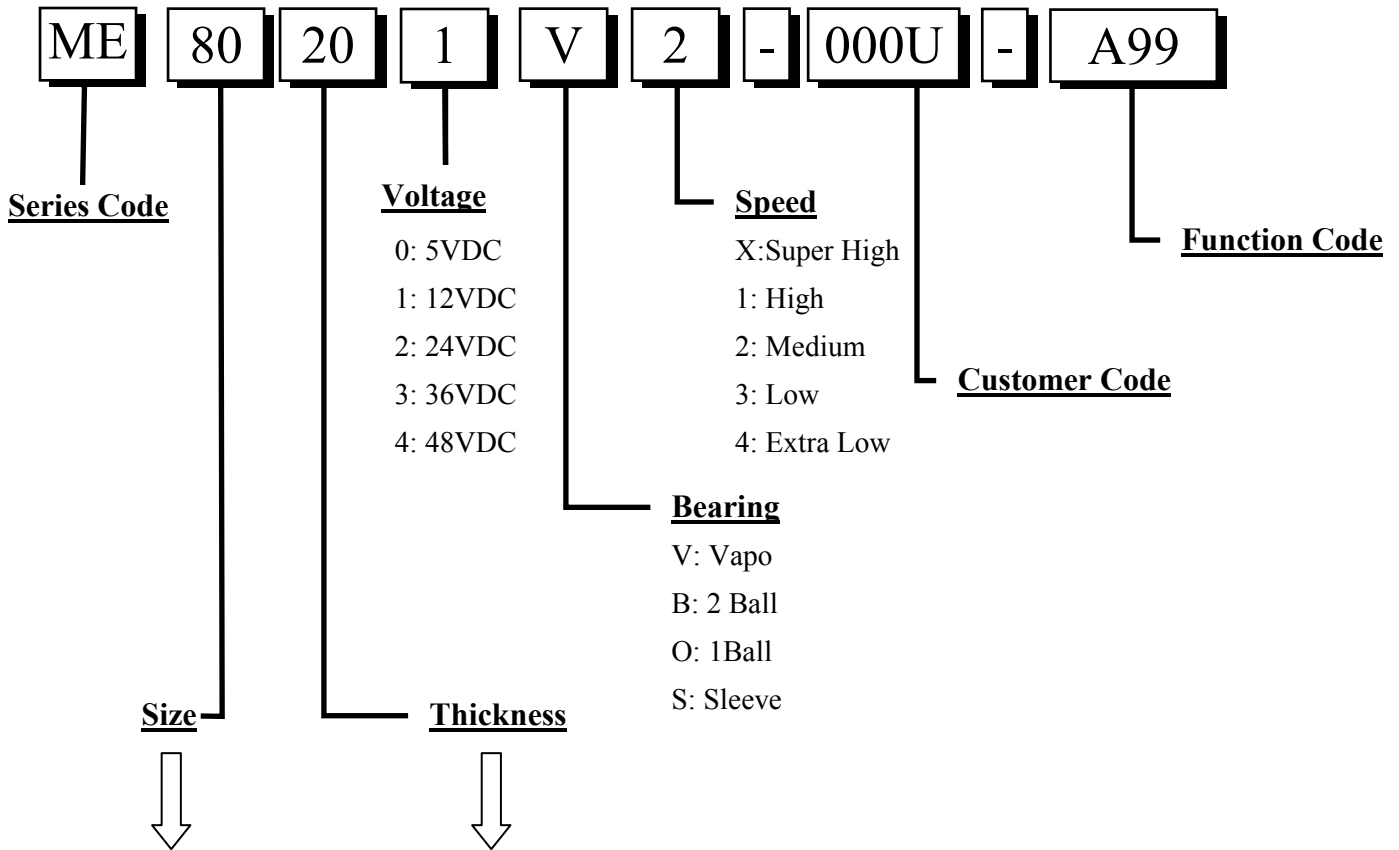 ME 80 20 1 V 2 - 000U - A99
Series Code
Voltage
0: 5VDC
1: 12VDC
2: 24VDC
3: 36VDC
4: 48VDC
Speed
X:Super High
1: High
2: Medium
3: Low
4: Extra Low
Function Code
Customer Code
Bearing
V: Vapo
B: 2 Ball
O: 1Ball
S: Sleeve
Size
Thickness